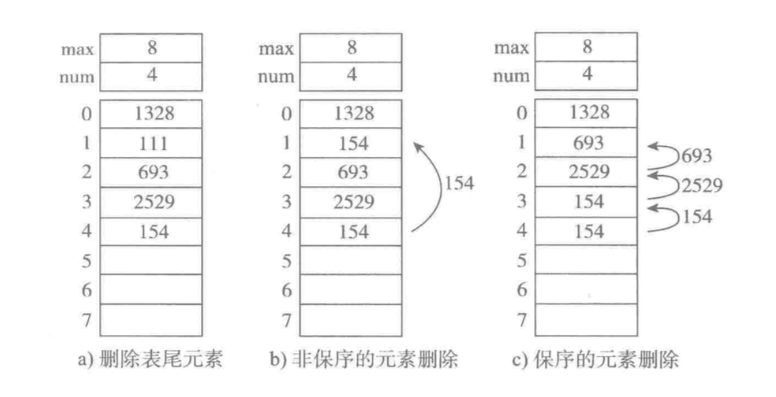 max 8 max 8 max 8
num 4 num 4 num 4
0 1328 0 1328 0 1328
1 111 1 154 1 693
2 693 2 693 2 2529
3 2529 3 2529 3 154
4 154 4 154 4 154
5 5 5
6 6 6
7 7 7
154
693
2529
154
a) 删除表尾元素 b) 非保序的元素删除 c) 保序的元素删除